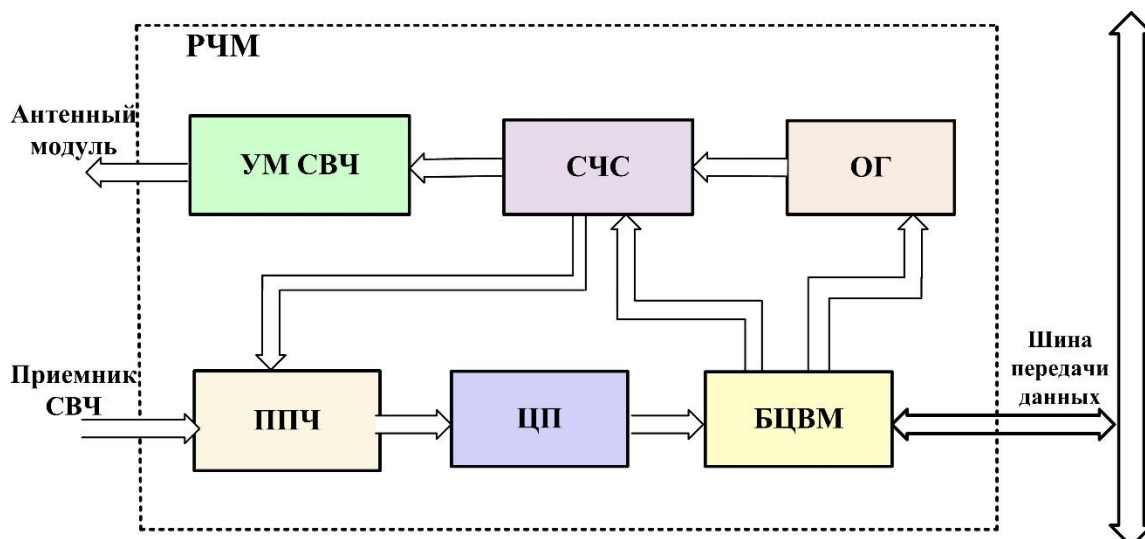 РЧМ
Антенный
модуль
УМ СВЧ
СЧС
ОГ
Приемник
СВЧ
ППЧ
ЦП
БЦВМ
Шина
передачи
данных